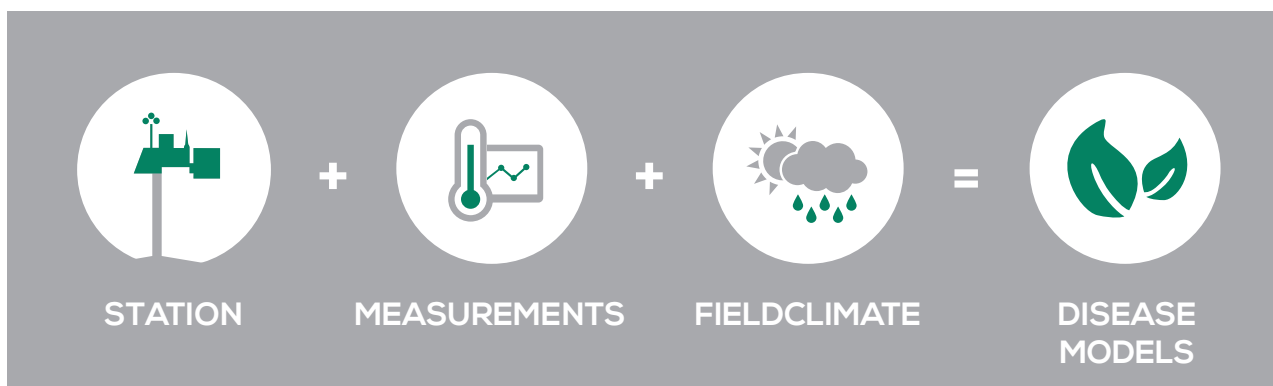 + + =
STATION MEASUREMENTS FIELDCLIMATE DISEASE
MODELS